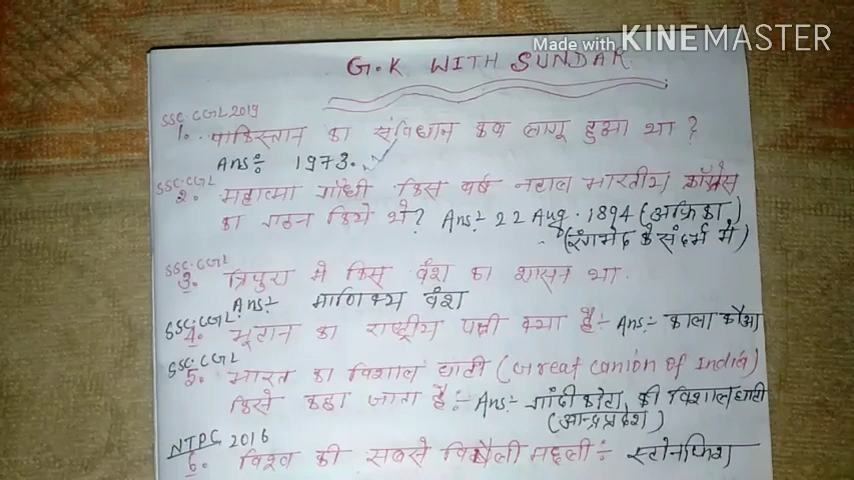 Made with KINEMASTER
G.K WITH SUNDAR
SSC-CGL 2019
1. पाकिस्तान का संविधान कब लागू हुआ था ?
Ans:- 1973.
SSC-CGL
2. महात्मा गाँधी किस वर्ष नटाल भारतीय काँग्रेस
का गठन किये थे? Ans:- 22 Aug. 1894 (अफ्रिका)
(रंगभेद के संदर्भ में)
SSC-CGL
3. त्रिपुरा मे किस वंश का शासन था.
Ans:- माणिक्य वंश
SSC-CGL
4. भूटान का राष्ट्रीय पक्षी क्या है:- Ans:- काला कौआ
SSC-CGL
5. भारत का विशाल घाटी (Great canion of India)
किसे कहा जाता है:- Ans:- गांदीकोटा की विशाल घाटी
(आन्ध्रप्रदेश)
NTPC 2016
6. विश्व की सबसे विषैली मछली:- स्टोनफिश